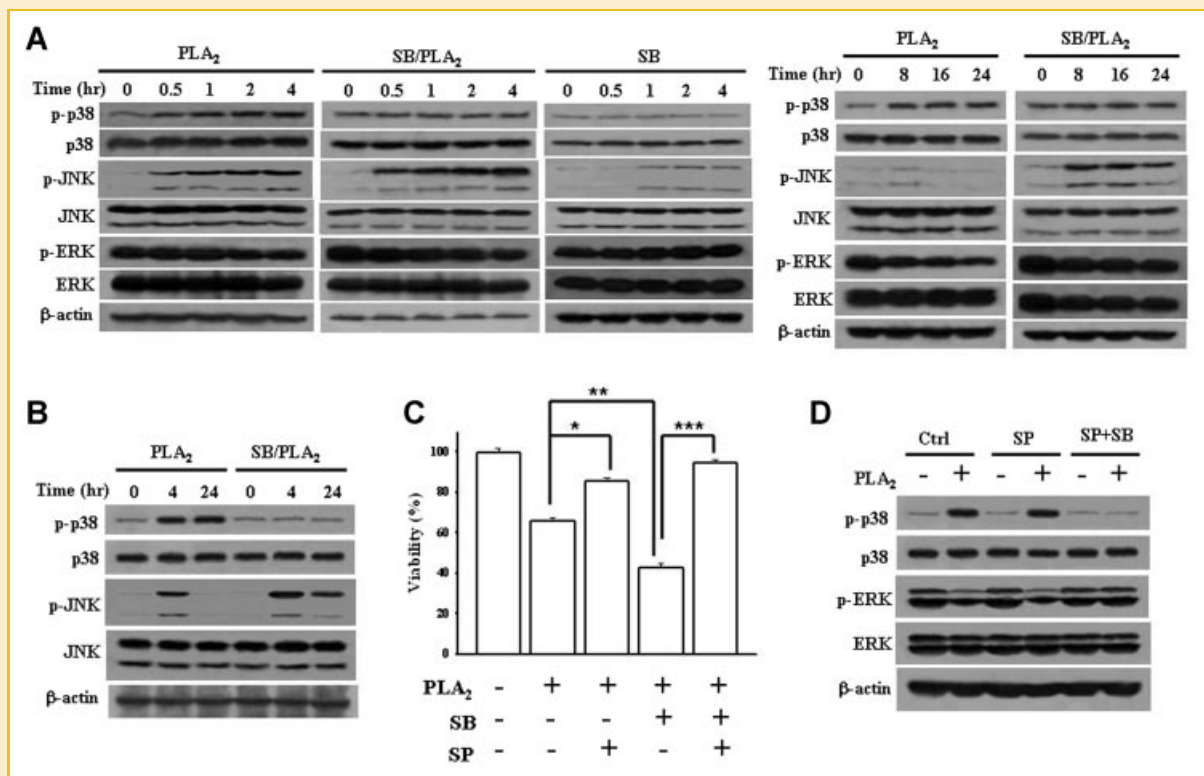 A
PLA₂ SB/PLA₂ SB
Time (hr) 0 0.5 1 2 4 0 0.5 1 2 4 0 0.5 1 2 4
p-p38
p38
p-JNK
JNK
p-ERK
ERK
β-actin
PLA₂ SB/PLA₂
0 8 16 24 0 8 16 24
p-p38
p38
p-JNK
JNK
p-ERK
ERK
β-actin
B
PLA₂ SB/PLA₂
Time (hr) 0 4 24 0 4 24
p-p38
p38
p-JNK
JNK
β-actin
C
** 
* ***
Viability (%)
100
80
60
40
20
0
PLA₂ - + + + +
SB - - - + +
SP - - + - +
D
Ctrl SP SP+SB
PLA₂ - + - + - +
p-p38
p38
p-ERK
ERK
β-actin